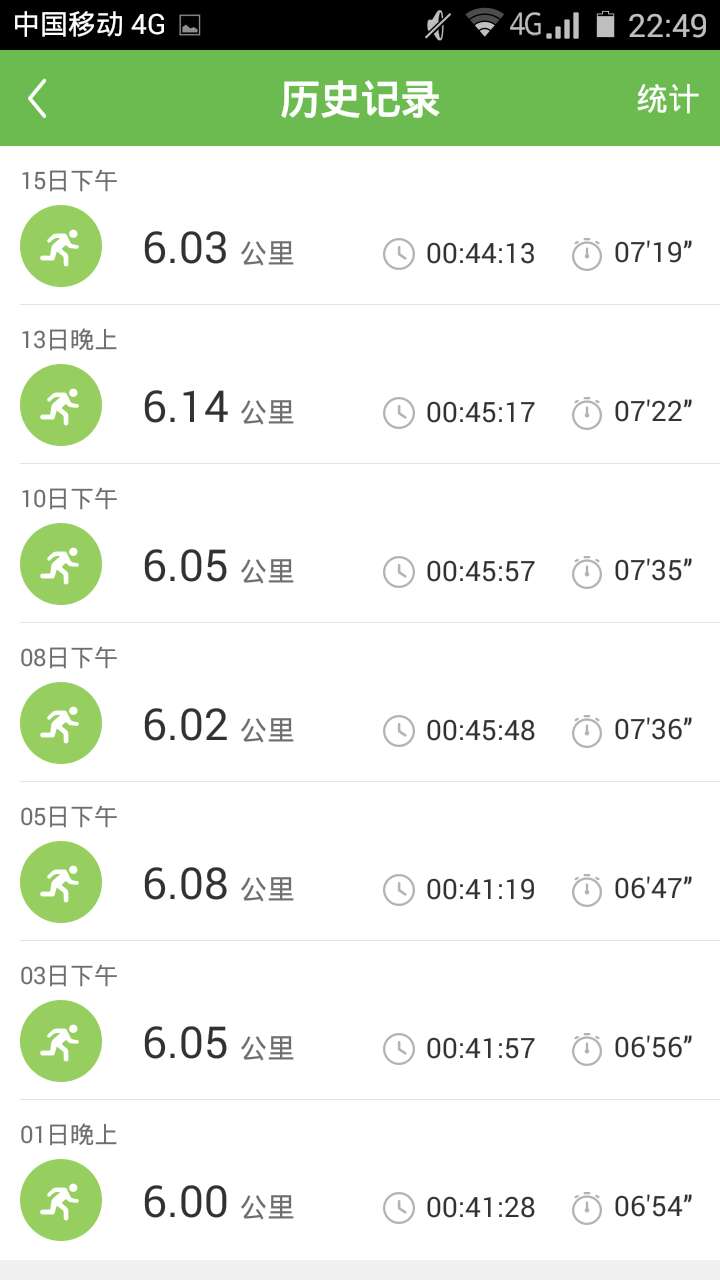 中国移动 4G 4G 22:49
历史记录 统计
15日下午
6.03 公里 00:44:13 07'19”
13日晚上
6.14 公里 00:45:17 07'22”
10日下午
6.05 公里 00:45:57 07'35”
08日下午
6.02 公里 00:45:48 07'36”
05日下午
6.08 公里 00:41:19 06'47”
03日下午
6.05 公里 00:41:57 06'56”
01日晚上
6.00 公里 00:41:28 06'54”